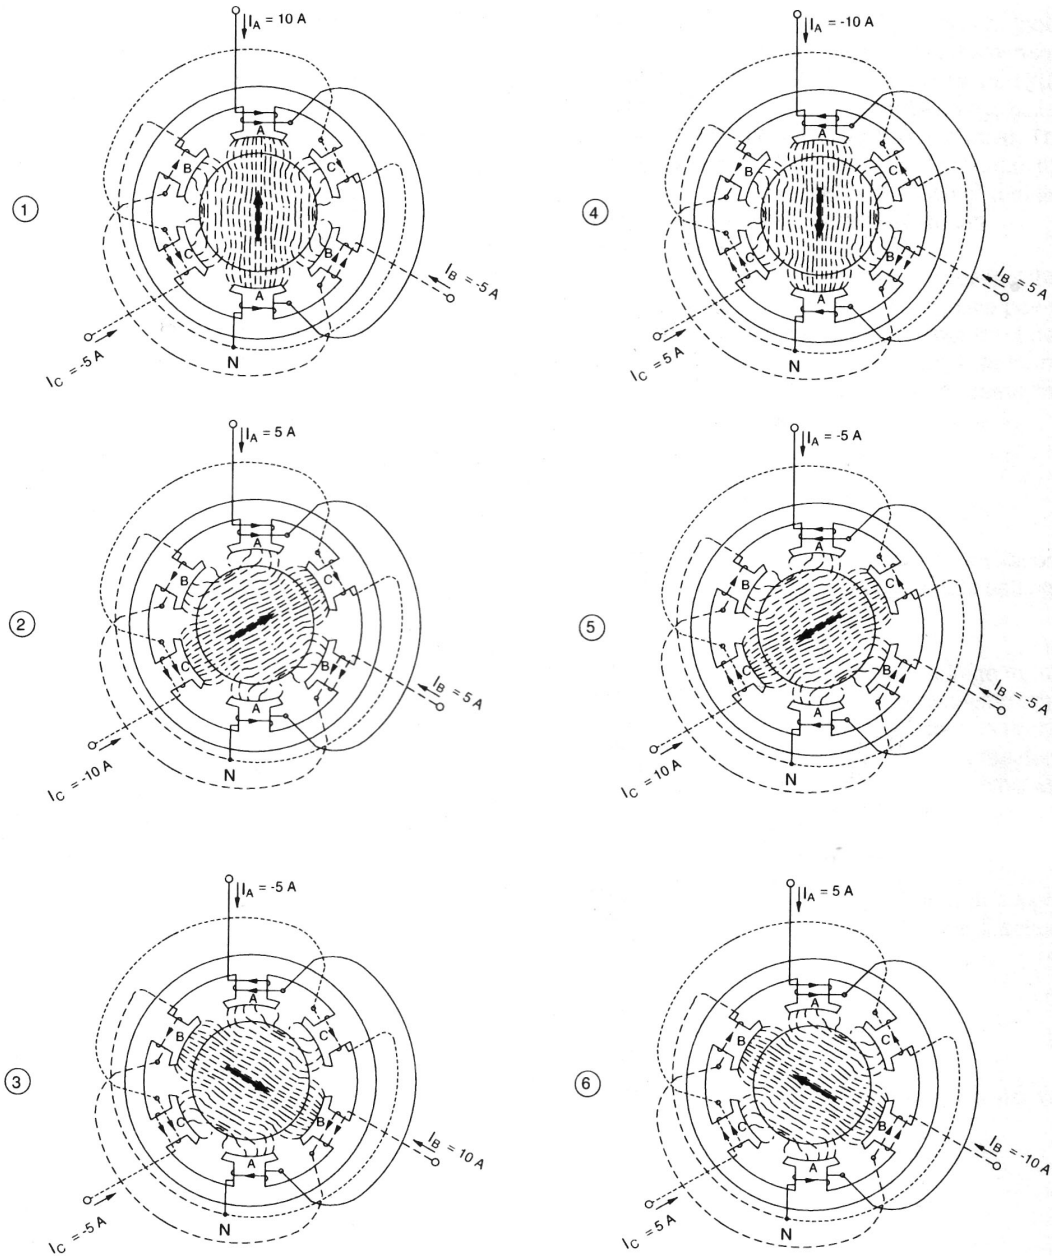 I_A = 10 A
A
B
C
1
C
B
I_B = -5 A
A
I_C = -5 A
N
I_A = -10 A
A
B
C
4
C
B
I_B = 5 A
A
I_C = 5 A
N
I_A = 5 A
A
B
C
2
C
B
I_B = 5 A
A
I_C = -10 A
N
I_A = -5 A
A
B
C
5
C
B
I_B = -5 A
A
I_C = 10 A
N
I_A = -5 A
A
B
C
3
C
B
I_B = 10 A
A
I_C = -5 A
N
I_A = 5 A
A
B
C
6
C
B
I_B = -10 A
A
I_C = 5 A
N